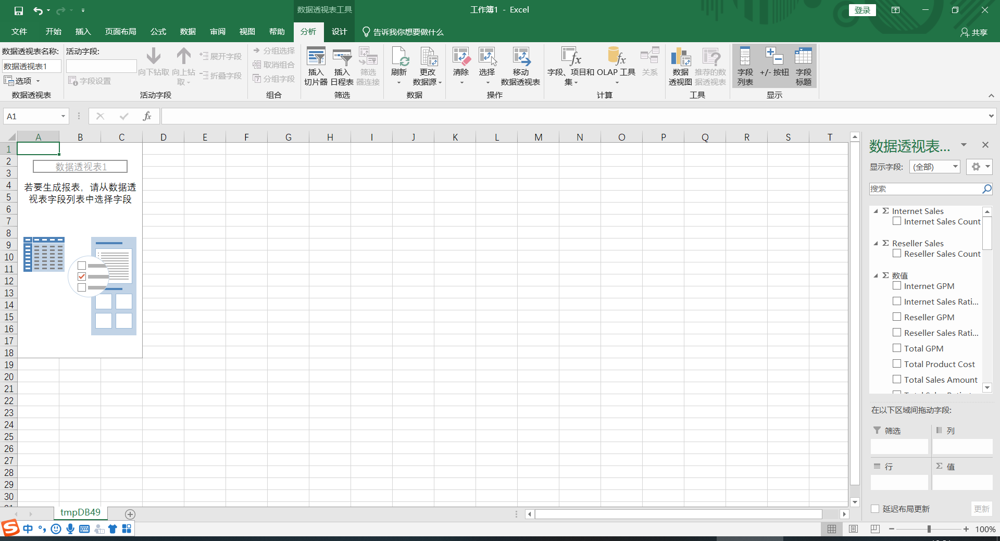 数据透视表工具
工作簿1 - Excel
登录
文件 开始 插入 页面布局 公式 数据 审阅 视图 帮助 分析 设计 告诉我你想要做什么 共享
数据透视表名称:
数据透视表1
选项
数据透视表
活动字段:
字段设置
向下钻取
向上钻取
展开字段
折叠字段
活动字段
分组选择
取消组合
分组字段
组合
插入
切片器
插入
日程表
筛选
器连接
筛选
刷新
更改
数据源
数据
清除
选择
移动
数据透视表
操作
字段、项目和
集
OLAP 工具
关系
计算
数据
透视图
推荐的数
据透视表
工具
字段
列表
+/- 按钮
字段
标题
显示
A1
fx
A B C D E F G H I J K L M N O P Q R S T
1
2
3
4
5
6
7
8
9
10
11
12
13
14
15
16
17
18
19
20
21
22
23
24
25
26
27
28
29
30
数据透视表1
若要生成报表，请从数据透
视表字段列表中选择字段
数据透视表...
显示字段: (全部)
搜索
Σ Internet Sales
Internet Sales Count
Σ Reseller Sales
Reseller Sales Count
Σ 数值
Internet GPM
Internet Sales Rati...
Reseller GPM
Reseller Sales Rati...
Total GPM
Total Product Cost
Total Sales Amount
在以下区域间拖动字段:
筛选
列
行
Σ 值
延迟布局更新
更新
tmpDB49
中
100%